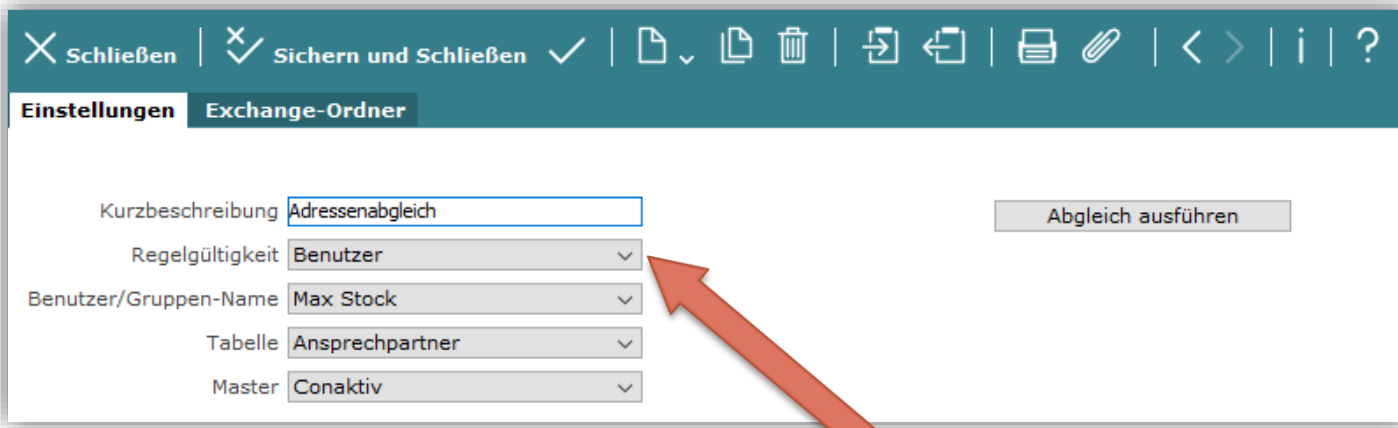 Schließen Sichern und Schließen i ?
Einstellungen Exchange-Ordner
Kurzbeschreibung Adressenabgleich Abgleich ausführen
Regelgültigkeit Benutzer
Benutzer/Gruppen-Name Max Stock
Tabelle Ansprechpartner
Master Conaktiv